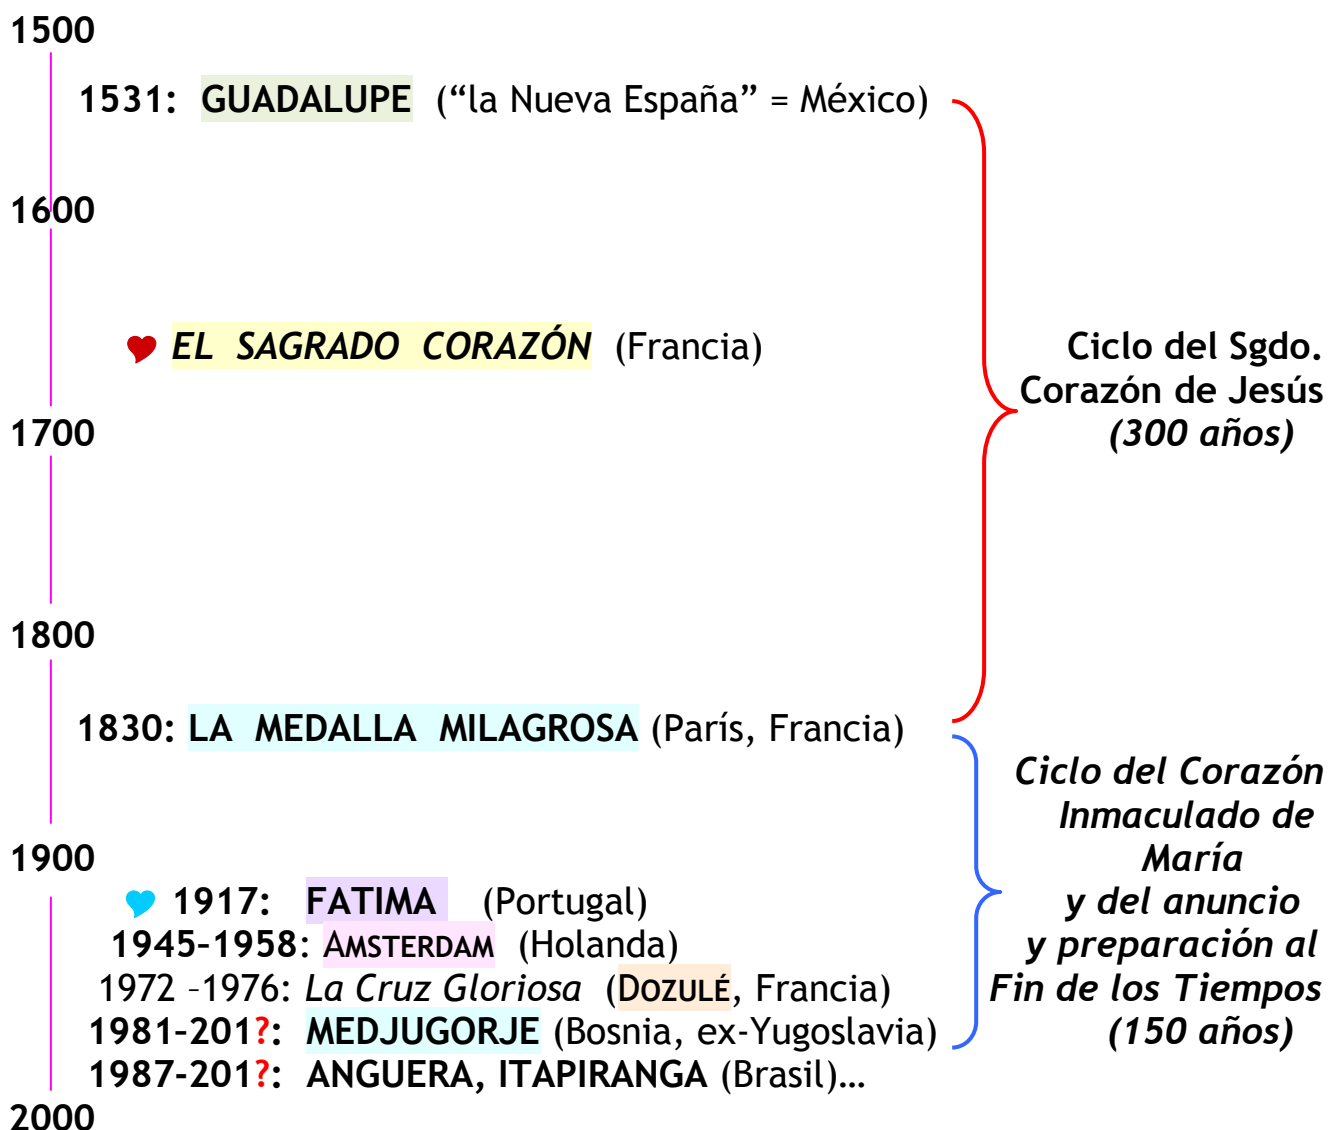 1500
1531: GUADALUPE (“la Nueva España” = México)
1600
EL SAGRADO CORAZÓN (Francia)
Ciclo del Sgdo.
Corazón de Jesús
(300 años)
1700
1800
1830: LA MEDALLA MILAGROSA (París, Francia)
Ciclo del Corazón
Inmaculado de
María
y del anuncio
y preparación al
Fin de los Tiempos
(150 años)
1900
1917: FATIMA (Portugal)
1945-1958: AMSTERDAM (Holanda)
1972 -1976: La Cruz Gloriosa (DOZULÉ, Francia)
1981-201?: MEDJUGORJE (Bosnia, ex-Yugoslavia)
1987-201?: ANGUERA, ITAPIRANGA (Brasil)…
2000